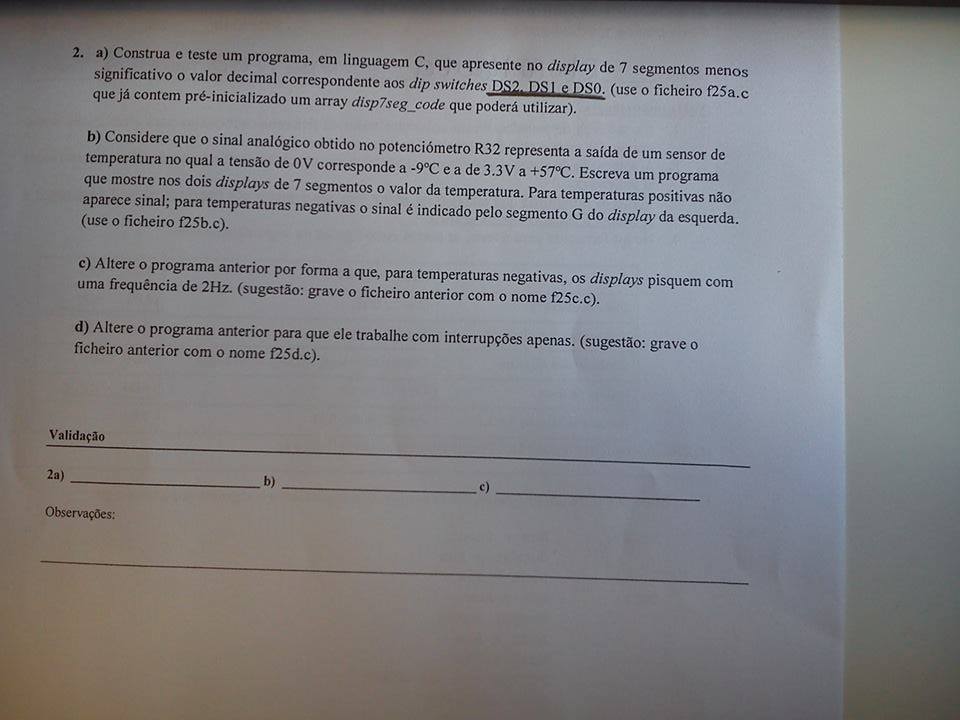 2. a) Construa e teste um programa, em linguagem C, que apresente no display de 7 segmentos menos
significativo o valor decimal correspondente aos dip switches DS2, DS1 e DS0. (use o ficheiro f25a.c
que já contem pré-inicializado um array disp7seg_code que poderá utilizar).
b) Considere que o sinal analógico obtido no potenciómetro R32 representa a saída de um sensor de
temperatura no qual a tensão de 0V corresponde a -9ºC e a de 3.3V a +57ºC. Escreva um programa
que mostre nos dois displays de 7 segmentos o valor da temperatura. Para temperaturas positivas não
aparece sinal; para temperaturas negativas o sinal é indicado pelo segmento G do display da esquerda.
(use o ficheiro f25b.c).
c) Altere o programa anterior por forma a que, para temperaturas negativas, os displays pisquem com
uma frequência de 2Hz. (sugestão: grave o ficheiro anterior com o nome f25c.c).
d) Altere o programa anterior para que ele trabalhe com interrupções apenas. (sugestão: grave o
ficheiro anterior com o nome f25d.c).
Validação
2a) ____________ b) ____________ c) ____________
Observações: